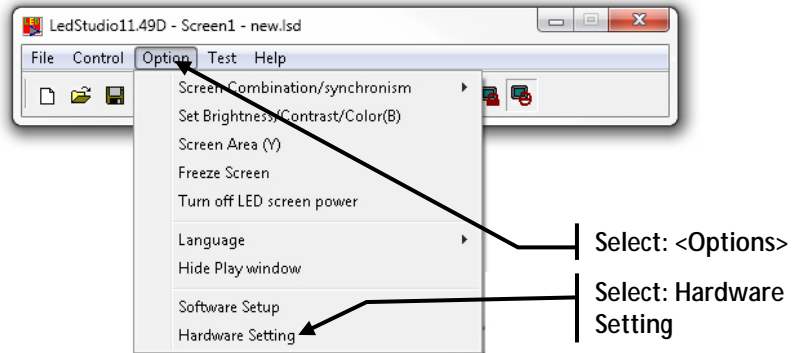 LedStudio11.49D - Screen1 - new.lsd
File Control Option Test Help
Screen Combination/synchronism
Set Brightness/Contrast/Color(B)
Screen Area (Y)
Freeze Screen
Turn off LED screen power
Language
Hide Play window
Software Setup
Hardware Setting
Select: <Options>
Select: Hardware
Setting